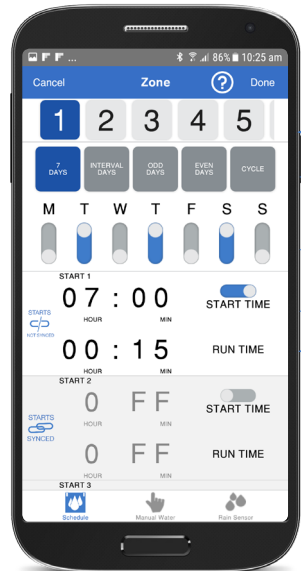 86% 10:25 am
Cancel Zone ? Done
1 2 3 4 5
7 DAYS INTERVAL DAYS ODD DAYS EVEN DAYS CYCLE
M T W T F S S
START 1
07:00 START TIME
HOUR MIN
STARTS
NOT SYNCED
00:15 RUN TIME
HOUR MIN
START 2
0 FF START TIME
HOUR MIN
STARTS
SYNCED
0 FF RUN TIME
HOUR MIN
START 3
Schedule Manual Water Rain Sensor